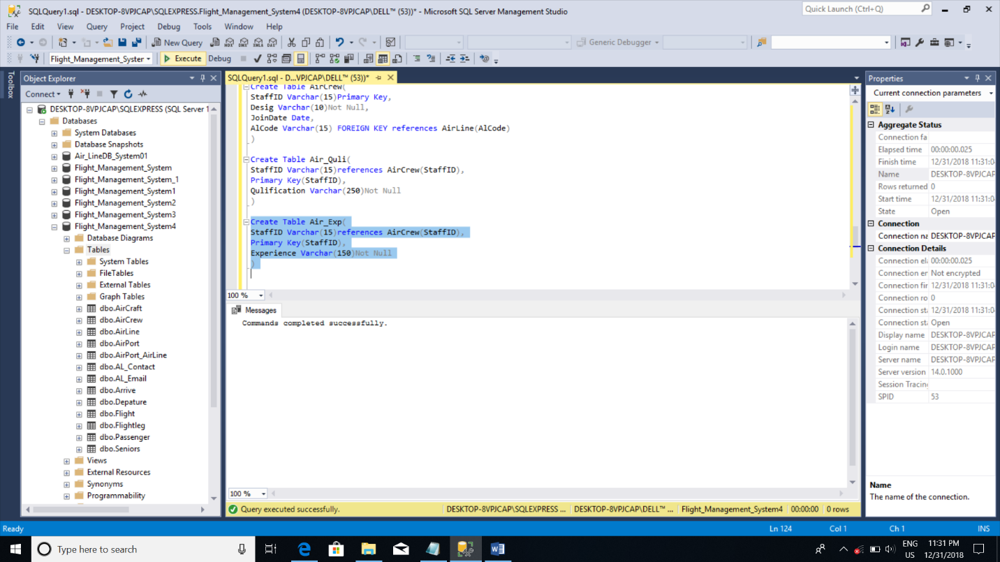 SQLQuery1.sql - DESKTOP-8VPJCAP\SQLEXPRESS.Flight_Management_System4 (DESKTOP-8VPJCAP\DELL™ (53))* - Microsoft SQL Server Management Studio
Quick Launch (Ctrl+Q)
File Edit View Query Project Debug Tools Window Help
New Query
Generic Debugger
Flight_Management_Syster
Execute
Debug
Toolbox
Object Explorer
Connect
DESKTOP-8VPJCAP\SQLEXPRESS (SQL Server 1
Databases
System Databases
Database Snapshots
Air_LineDB_System01
Flight_Management_System
Flight_Management_System_1
Flight_Management_System1
Flight_Management_System2
Flight_Management_System3
Flight_Management_System4
Database Diagrams
Tables
System Tables
FileTables
External Tables
Graph Tables
dbo.AirCraft
dbo.AirCrew
dbo.AirLine
dbo.AirPort
dbo.AirPort_AirLine
dbo.AL_Contact
dbo.AL_Email
dbo.Arrive
dbo.Depature
dbo.Flight
dbo.Flightleg
dbo.Passenger
dbo.Seniors
Views
External Resources
Synonyms
Programmability
SQLQuery1.sql - D...VPJCAP\DELL™ (53))*
Create Table AirCrew(
StaffID Varchar(15)Primary Key,
Desig Varchar(10)Not Null,
JoinDate Date,
AlCode Varchar(15) FOREIGN KEY references AirLine(AlCode)
)
Create Table Air_Quli(
StaffID Varchar(15)references AirCrew(StaffID),
Primary Key(StaffID),
Qulification Varchar(250)Not Null
)
Create Table Air_Exp(
StaffID Varchar(15)references AirCrew(StaffID),
Primary Key(StaffID),
Experience Varchar(150)Not Null
)
100 %
Messages
Commands completed successfully.
100 %
Query executed successfully.
DESKTOP-8VPJCAP\SQLEXPRESS ...
DESKTOP-8VPJCAP\DELL™ ...
Flight_Management_System4
00:00:00
0 rows
Properties
Current connection parameters
Aggregate Status
Connection fa
Elapsed time 00:00:00.025
Finish time 12/31/2018 11:31:0
Name DESKTOP-8VPJCAP
Rows returned 0
Start time 12/31/2018 11:31:0
State Open
Connection
Connection na DESKTOP-8VPJCAP
Connection Details
Connection el 00:00:00.025
Connection er Not encrypted
Connection fir 12/31/2018 11:31:0
Connection ro 0
Connection st 12/31/2018 11:31:0
Connection st Open
Display name DESKTOP-8VPJCAP
Login name DESKTOP-8VPJCAP
Server name DESKTOP-8VPJCAP
Server version 14.0.1000
Session Tracin
SPID 53
Name
The name of the connection.
Ready
Ln 124 Col 1 Ch 1 INS
Type here to search
ENG
US
11:31 PM
12/31/2018